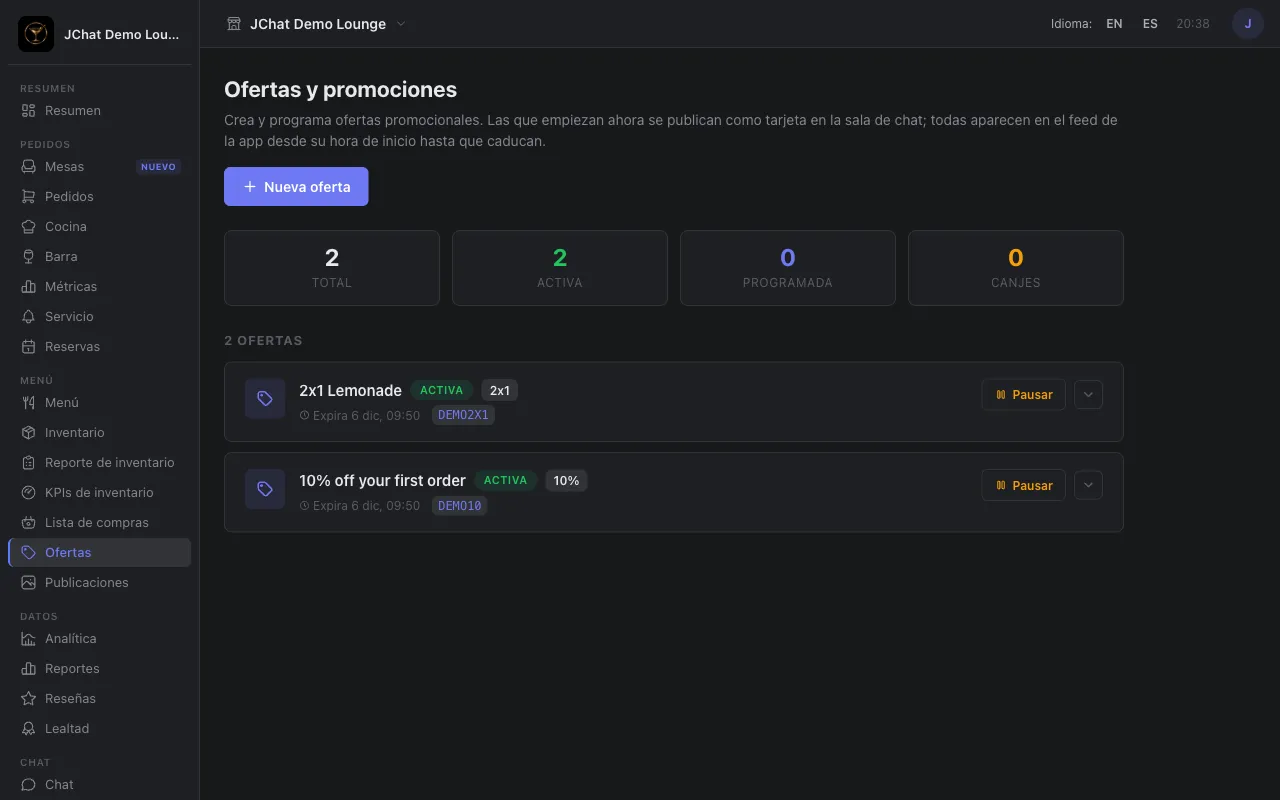 JChat Demo Lou...
RESUMEN
Resumen
PEDIDOS
Mesas NUEVO
Pedidos
Cocina
Barra
Métricas
Servicio
Reservas
MENÚ
Menú
Inventario
Reporte de inventario
KPIs de inventario
Lista de compras
Ofertas
Publicaciones
DATOS
Analítica
Reportes
Reseñas
Lealtad
CHAT
Chat
JChat Demo Lounge
Idioma: EN ES 20:38 J
Ofertas y promociones
Crea y programa ofertas promocionales. Las que empiezan ahora se publican como tarjeta en la sala de chat; todas aparecen en el feed de
la app desde su hora de inicio hasta que caducan.
+ Nueva oferta
2
TOTAL
2
ACTIVA
0
PROGRAMADA
0
CANJES
2 OFERTAS
2x1 Lemonade ACTIVA 2x1
Expira 6 dic, 09:50 DEMO2X1
Pausar
10% off your first order ACTIVA 10%
Expira 6 dic, 09:50 DEMO10
Pausar